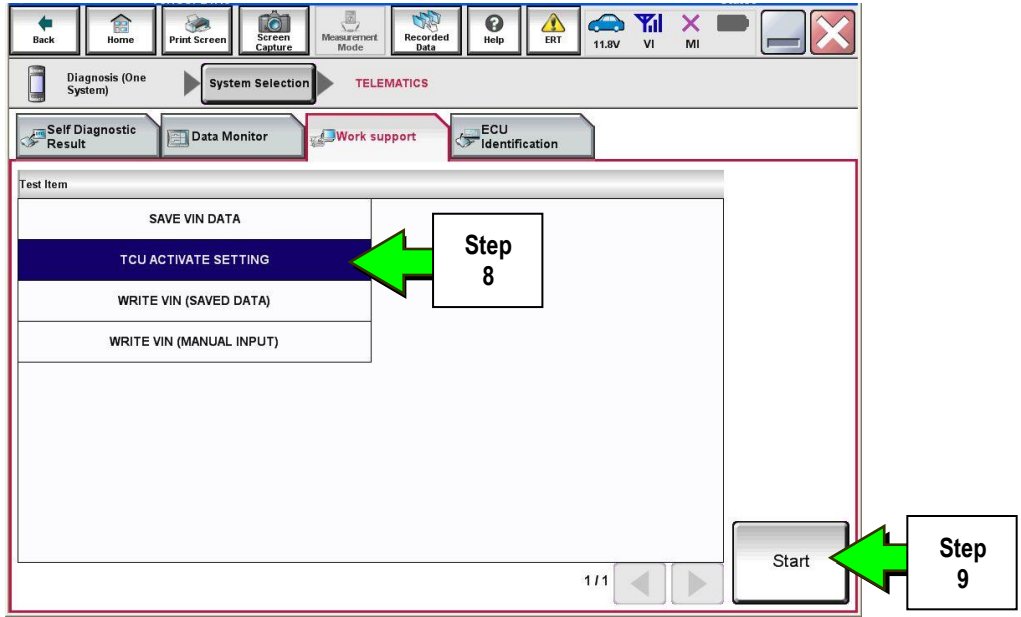 Back
Home
Print Screen
Screen
Capture
Measurement
Mode
Recorded
Data
Help
ERT
11.8V
VI
MI
Diagnosis (One
System)
System Selection
TELEMATICS
Self Diagnostic
Result
Data Monitor
Work support
ECU
Identification
Test Item
SAVE VIN DATA
TCU ACTIVATE SETTING
WRITE VIN (SAVED DATA)
WRITE VIN (MANUAL INPUT)
Step
8
1/1
Start
Step
9